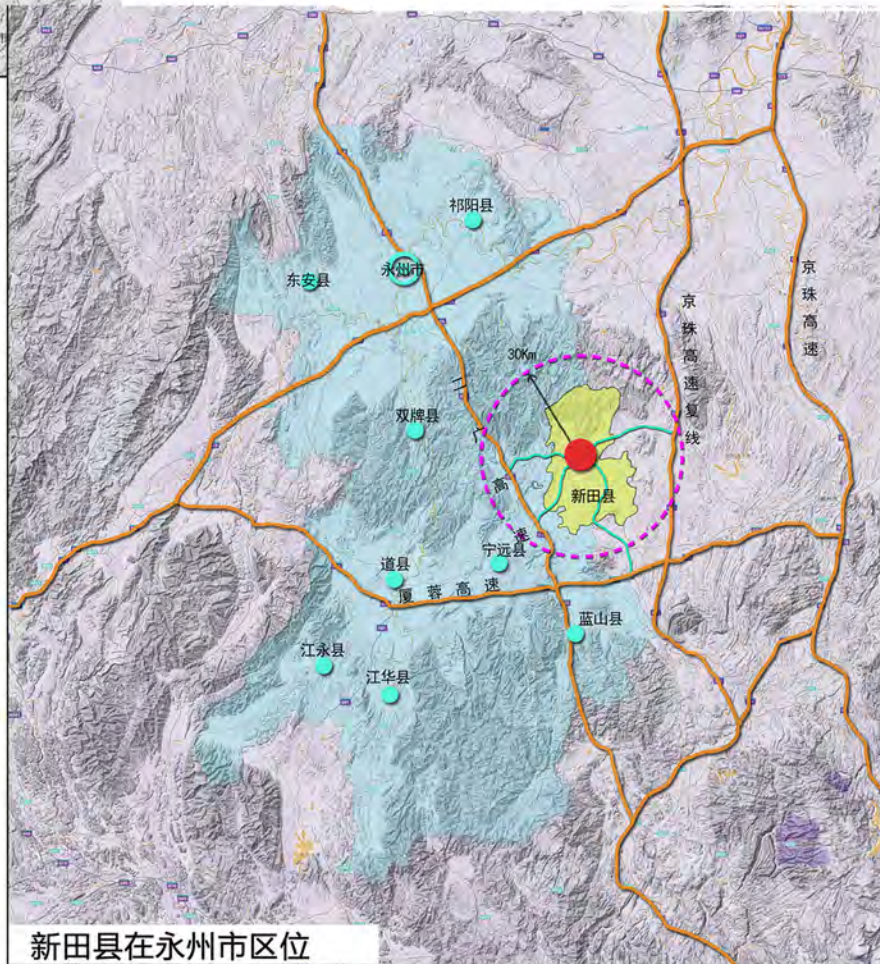 祁阳县
永州市
东安县
京珠高速
京珠高速复线
30Km
二广高速
双牌县
新田县
宁远县
道县
厦蓉高速
蓝山县
江永县
江华县
新田县在永州市区位